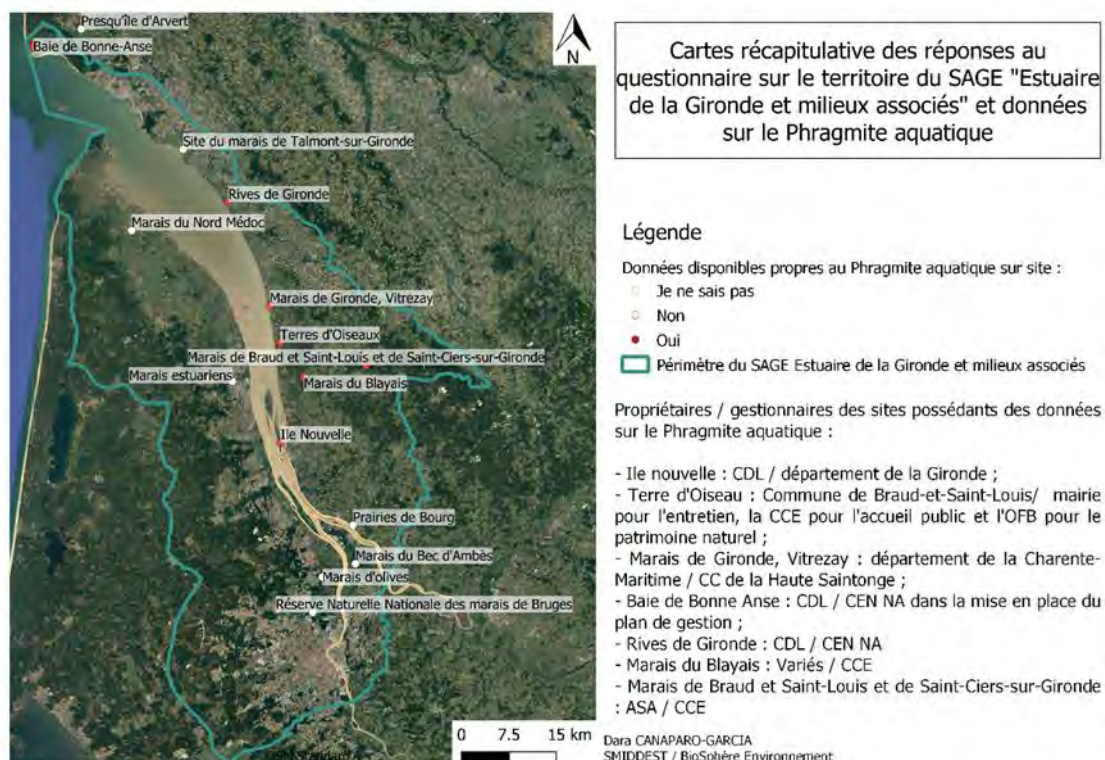 Presqu'île d'Arvert
Baie de Bonne-Anse
Site du marais de Talmont-sur-Gironde
Rives de Gironde
Marais du Nord Médoc
Marais de Gironde, Vitrezay
Terres d'Oiseaux
Marais de Braud et Saint-Louis et de Saint-Ciers-sur-Gironde
Marais estuariens
Marais du Blayais
Ile Nouvelle
Prairies de Bourg
Marais du Bec d'Ambès
Marais d'olives
Réserve Naturelle Nationale des marais de Bruges
N
0 7.5 15 km
Cartes récapitulative des réponses au
questionnaire sur le territoire du SAGE "Estuaire
de la Gironde et milieux associés" et données
sur le Phragmite aquatique
Légende
Données disponibles propres au Phragmite aquatique sur site :
Je ne sais pas
Non
Oui
Périmètre du SAGE Estuaire de la Gironde et milieux associés
Propriétaires / gestionnaires des sites possédants des données
sur le Phragmite aquatique :
- Ile nouvelle : CDL / département de la Gironde ;
- Terre d'Oiseau : Commune de Braud-et-Saint-Louis/ mairie
pour l'entretien, la CCE pour l'accueil public et l'OFB pour le
patrimoine naturel ;
- Marais de Gironde, Vitrezay : département de la Charente-
Maritime / CC de la Haute Saintonge ;
- Baie de Bonne Anse : CDL / CEN NA dans la mise en place du
plan de gestion ;
- Rives de Gironde : CDL / CEN NA
- Marais du Blayais : Variés / CCE
- Marais de Braud et Saint-Louis et de Saint-Ciers-sur-Gironde
: ASA / CCE
Dara CANAPARO-GARCIA
SMIDDEST / BioSphère Environnement